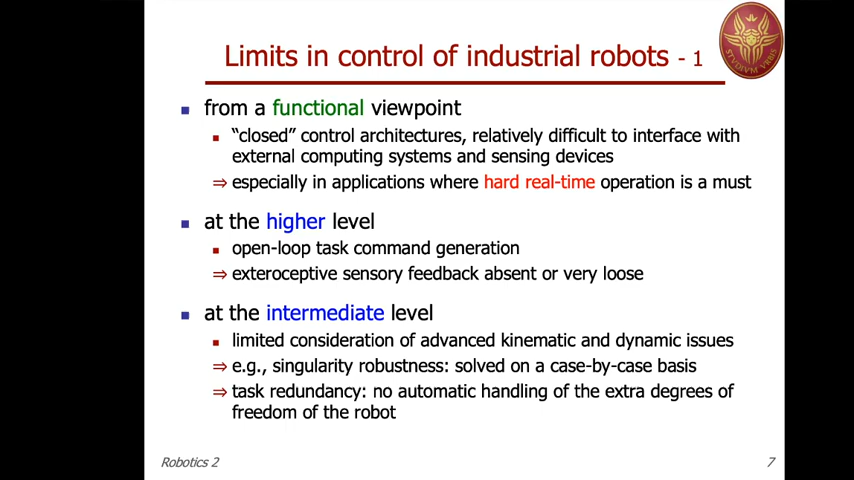 Limits in control of industrial robots - 1
STVDIVM VRBIS
from a functional viewpoint
“closed” control architectures, relatively difficult to interface with
external computing systems and sensing devices
⇒ especially in applications where hard real-time operation is a must
at the higher level
open-loop task command generation
⇒ exteroceptive sensory feedback absent or very loose
at the intermediate level
limited consideration of advanced kinematic and dynamic issues
⇒ e.g., singularity robustness: solved on a case-by-case basis
⇒ task redundancy: no automatic handling of the extra degrees of
freedom of the robot
Robotics 2
7